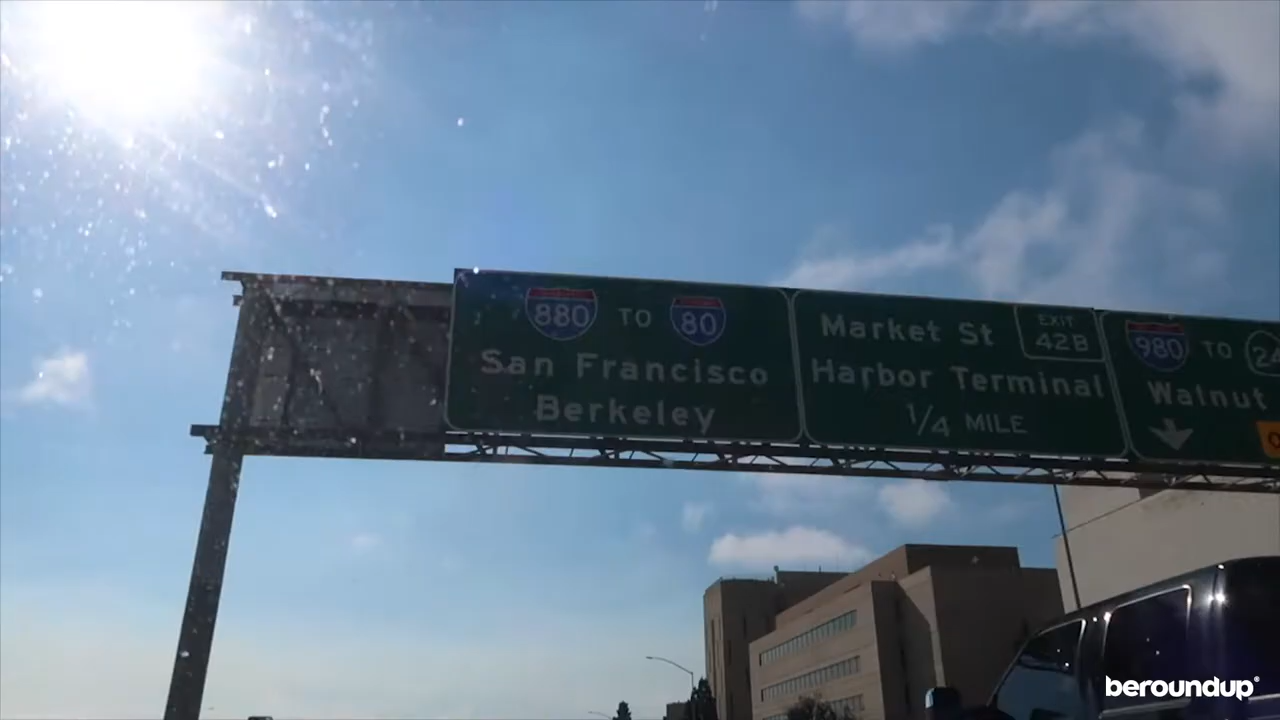 880 TO 80
San Francisco
Berkeley
Market St
EXIT
42B
Harbor Terminal
1/4 MILE
980 TO 24
Walnut
beroundup